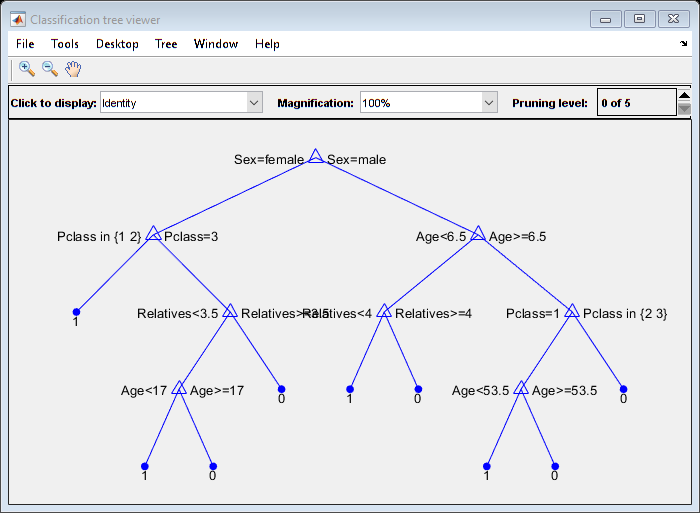 Classification tree viewer
File Tools Desktop Tree Window Help
Click to display: Identity Magnification: 100% Pruning level: 0 of 5
Sex=female Sex=male
Pclass in {1 2} Pclass=3 Age<6.5 Age>=6.5
1 Relatives<3.5 Relatives>=3.5 Relatives<4 Relatives>=4 Pclass=1 Pclass in {2 3}
Age<17 Age>=17 0 1 0 Age<53.5 Age>=53.5 0
1 0 1 0